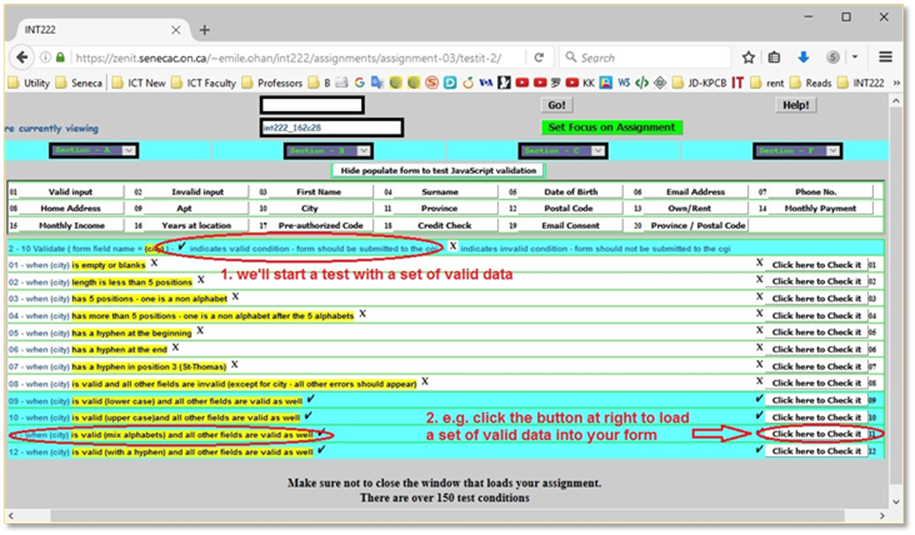 INT222
https://zenit.senecac.on.ca/~emile.ohan/int222/assignments/assignment-03/testit-2/
Search
Utility Seneca ICT New ICT Faculty Professors B KK JD-KPCB IT rent Reads INT222
Go! Help!
re currently viewing int222_162c28 Set Focus on Assignment
Section - A Section - B Section - C Section - F
Hide populate form to test JavaScript validation
01 Valid input 02 Invalid input 03 First Name 04 Surname 05 Date of Birth 06 Email Address 07 Phone No.
08 Home Address 09 Apt 10 City 11 Province 12 Postal Code 13 Own/Rent 14 Monthly Payment
15 Monthly Income 16 Years at location 17 Pre-authorized Code 18 Credit Check 19 Email Consent 20 Province / Postal Code
2 - 10 Validate ( form field name = (city) ) - ✓ indicates valid condition - form should be submitted to the cgi X indicates invalid condition - form should not be submitted to the cgi
1. we'll start a test with a set of valid data
01 - when (city) is empty or blanks X X Click here to Check it 01
02 - when (city) length is less than 5 positions X X Click here to Check it 02
03 - when (city) has 5 positions - one is a non alphabet X X Click here to Check it 03
04 - when (city) has more than 5 positions - one is a non alphabet after the 5 alphabets X X Click here to Check it 04
05 - when (city) has a hyphen at the beginning X X Click here to Check it 05
06 - when (city) has a hyphen at the end X X Click here to Check it 06
07 - when (city) has a hyphen in position 3 (St-Thomas) X X Click here to Check it 07
08 - when (city) is valid and all other fields are invalid (except for city - all other errors should appear) X X Click here to Check it 08
09 - when (city) is valid (lower case) and all other fields are valid as well ✓ ✓ Click here to Check it 09
10 - when (city) is valid (upper case)and all other fields are valid as well ✓ ✓ Click here to Check it 10
2. e.g. click the button at right to load
a set of valid data into your form
when (city) is valid (mix alphabets) and all other fields are valid as well ✓ Click here to Check it 11
12 - when (city) is valid (with a hyphen) and all other fields are valid as well ✓ ✓ Click here to Check it 12
Make sure not to close the window that loads your assignment.
There are over 150 test conditions